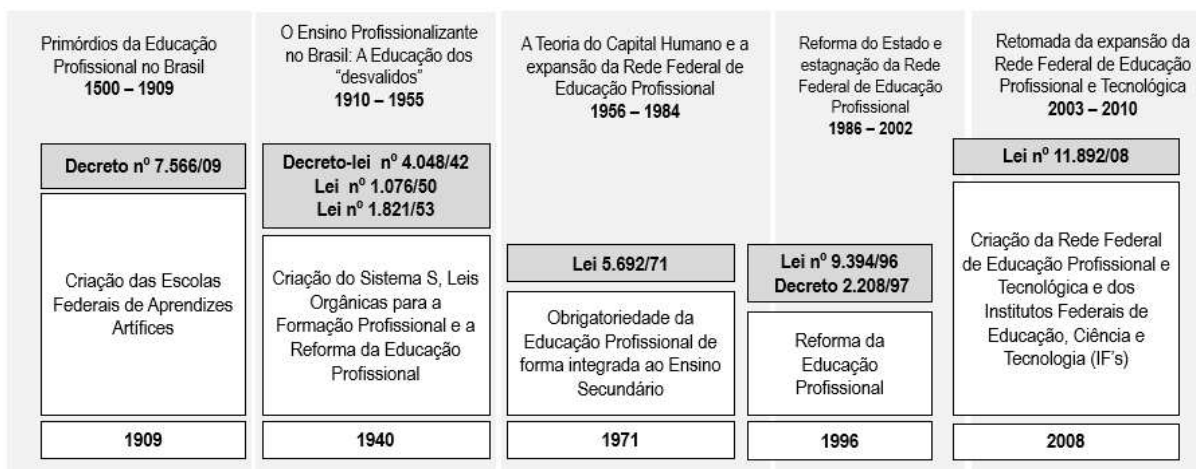 Primórdios da Educação
Profissional no Brasil
1500 – 1909
Decreto nº 7.566/09
Criação das Escolas
Federais de Aprendizes
Artífices
1909
O Ensino Profissionalizante
no Brasil: A Educação dos
“desvalidos”
1910 – 1955
Decreto-lei nº 4.048/42
Lei nº 1.076/50
Lei nº 1.821/53
Criação do Sistema S, Leis
Orgânicas para a
Formação Profissional e a
Reforma da Educação
Profissional
1940
A Teoria do Capital Humano e a
expansão da Rede Federal de
Educação Profissional
1956 – 1984
Lei 5.692/71
Obrigatoriedade da
Educação Profissional de
forma integrada ao Ensino
Secundário
1971
Reforma do Estado e
estagnação da Rede
Federal de Educação
Profissional
1986 – 2002
Lei nº 9.394/96
Decreto 2.208/97
Reforma da
Educação
Profissional
1996
Retomada da expansão da
Rede Federal de Educação
Profissional e Tecnológica
2003 – 2010
Lei nº 11.892/08
Criação da Rede Federal
de Educação Profissional e
Tecnológica e dos
Institutos Federais de
Educação, Ciência e
Tecnologia (IF's)
2008